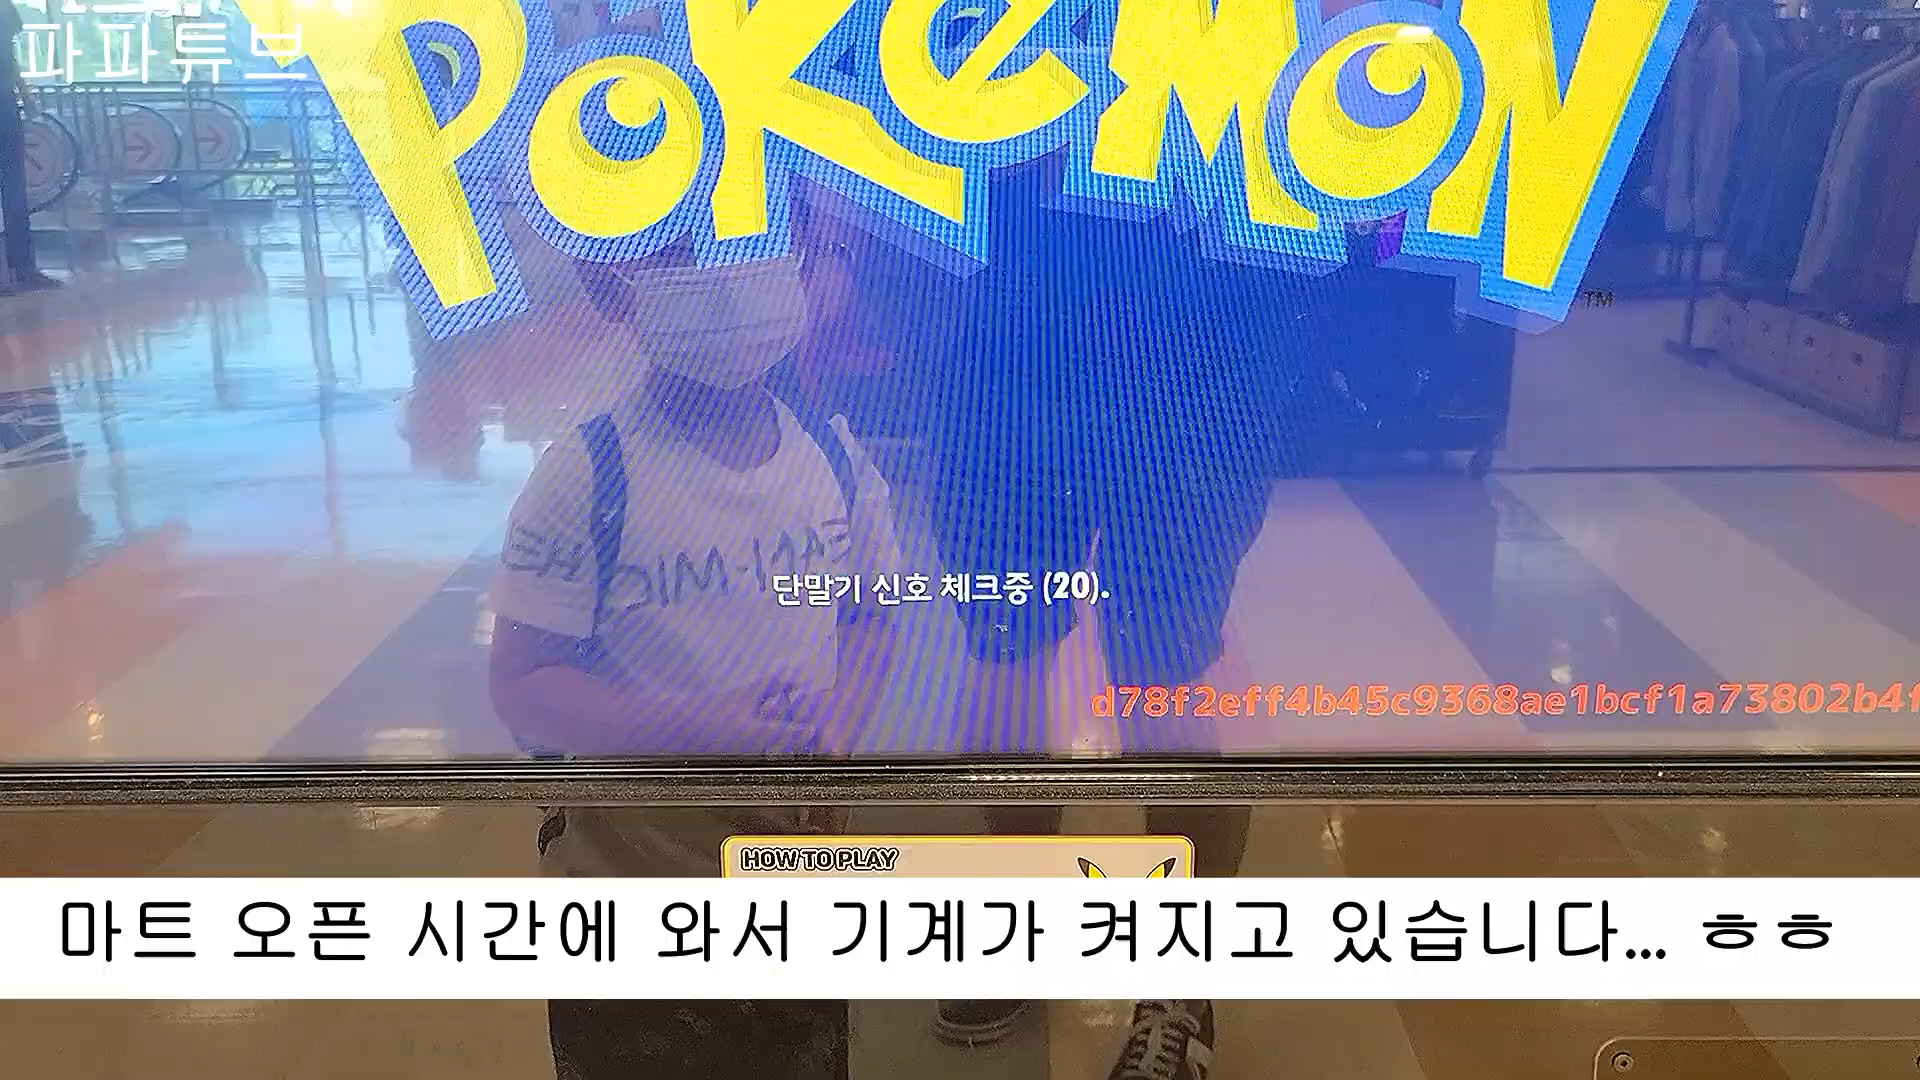 파파튜브
POKéMON
TM
단말기 신호 체크중 (20).
d78f2eff4b45c9368ae1bcf1a73802b4f
HOW TO PLAY
마트 오픈 시간에 와서 기계가 켜지고 있습니다... ㅎㅎ